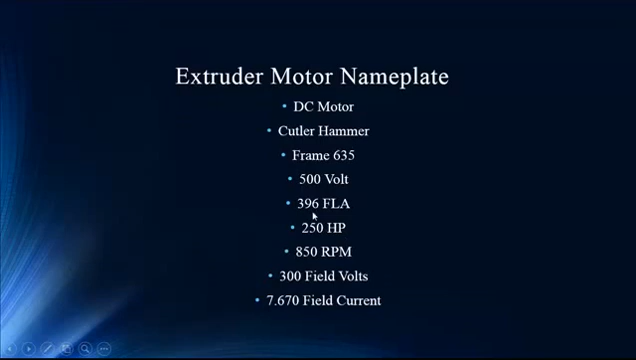 Extruder Motor Nameplate
• DC Motor
• Cutler Hammer
• Frame 635
• 500 Volt
• 396 FLA
• 250 HP
• 850 RPM
• 300 Field Volts
• 7.670 Field Current